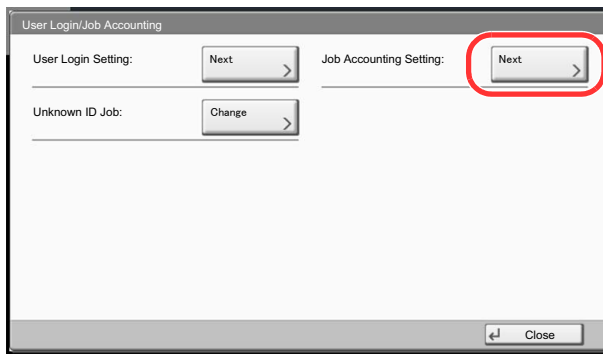 User Login/Job Accounting
User Login Setting: Next Job Accounting Setting: Next
Unknown ID Job: Change
Close